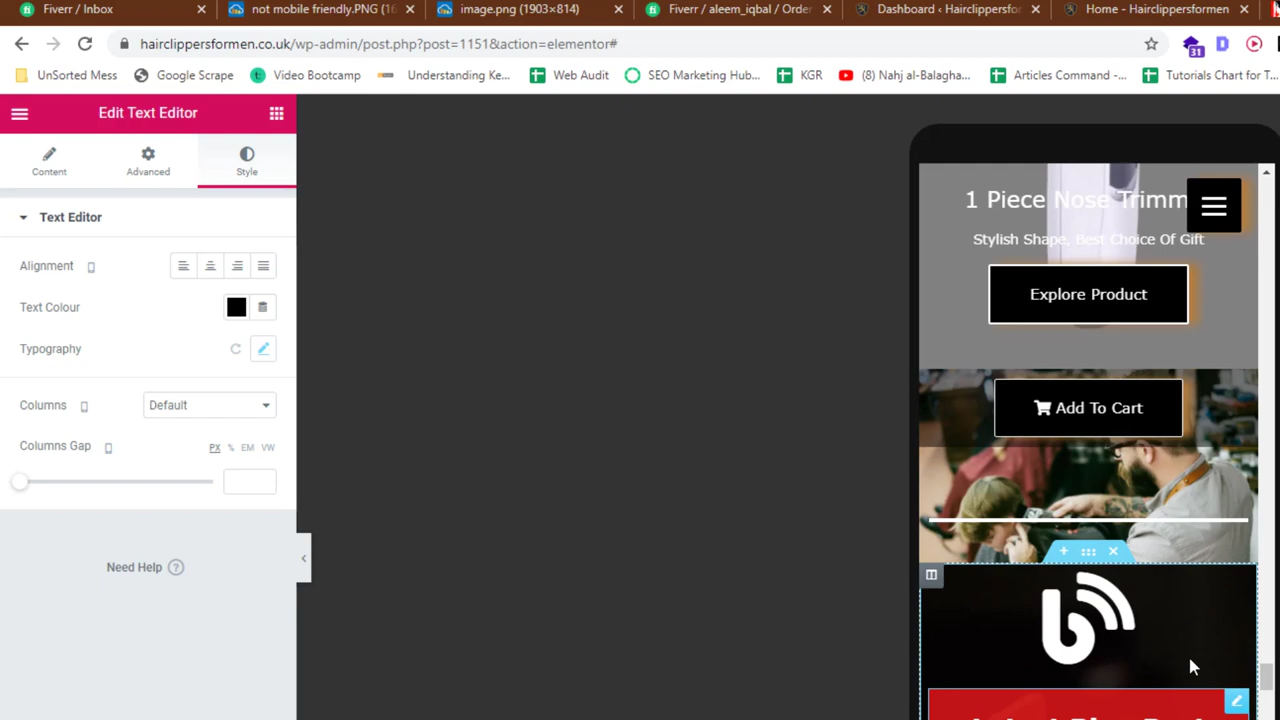 Fiverr / Inbox
not mobile friendly.PNG (16
image.png (1903×814)
Fiverr / aleem_iqbal / Order
Dashboard ‹ Hairclippersfor
Home - Hairclippersformen
hairclippersformen.co.uk/wp-admin/post.php?post=1151&action=elementor#
31
UnSorted Mess
Google Scrape
Video Bootcamp
Understanding Ke...
Web Audit
SEO Marketing Hub...
KGR
(8) Nahj al-Balagha...
Articles Command -...
Tutorials Chart for T...
Edit Text Editor
Content
Advanced
Style
Text Editor
Alignment
Text Colour
Typography
Columns
Default
Columns Gap
PX
%
EM
VW
Need Help
1 Piece Nose Trimm
Stylish Shape, Best Choice Of Gift
Explore Product
Add To Cart